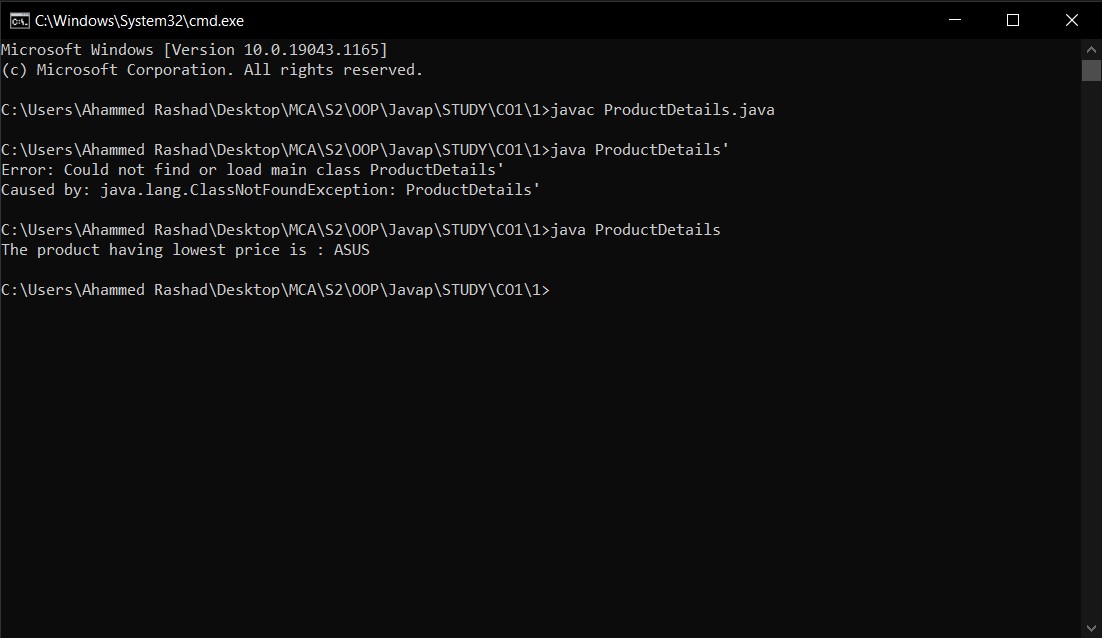 C:\Windows\System32\cmd.exe
Microsoft Windows [Version 10.0.19043.1165]
(c) Microsoft Corporation. All rights reserved.
C:\Users\Ahammed Rashad\Desktop\MCA\S2\OOP\Javap\STUDY\CO1\1>javac ProductDetails.java
C:\Users\Ahammed Rashad\Desktop\MCA\S2\OOP\Javap\STUDY\CO1\1>java ProductDetails'
Error: Could not find or load main class ProductDetails'
Caused by: java.lang.ClassNotFoundException: ProductDetails'
C:\Users\Ahammed Rashad\Desktop\MCA\S2\OOP\Javap\STUDY\CO1\1>java ProductDetails
The product having lowest price is : ASUS
C:\Users\Ahammed Rashad\Desktop\MCA\S2\OOP\Javap\STUDY\CO1\1>